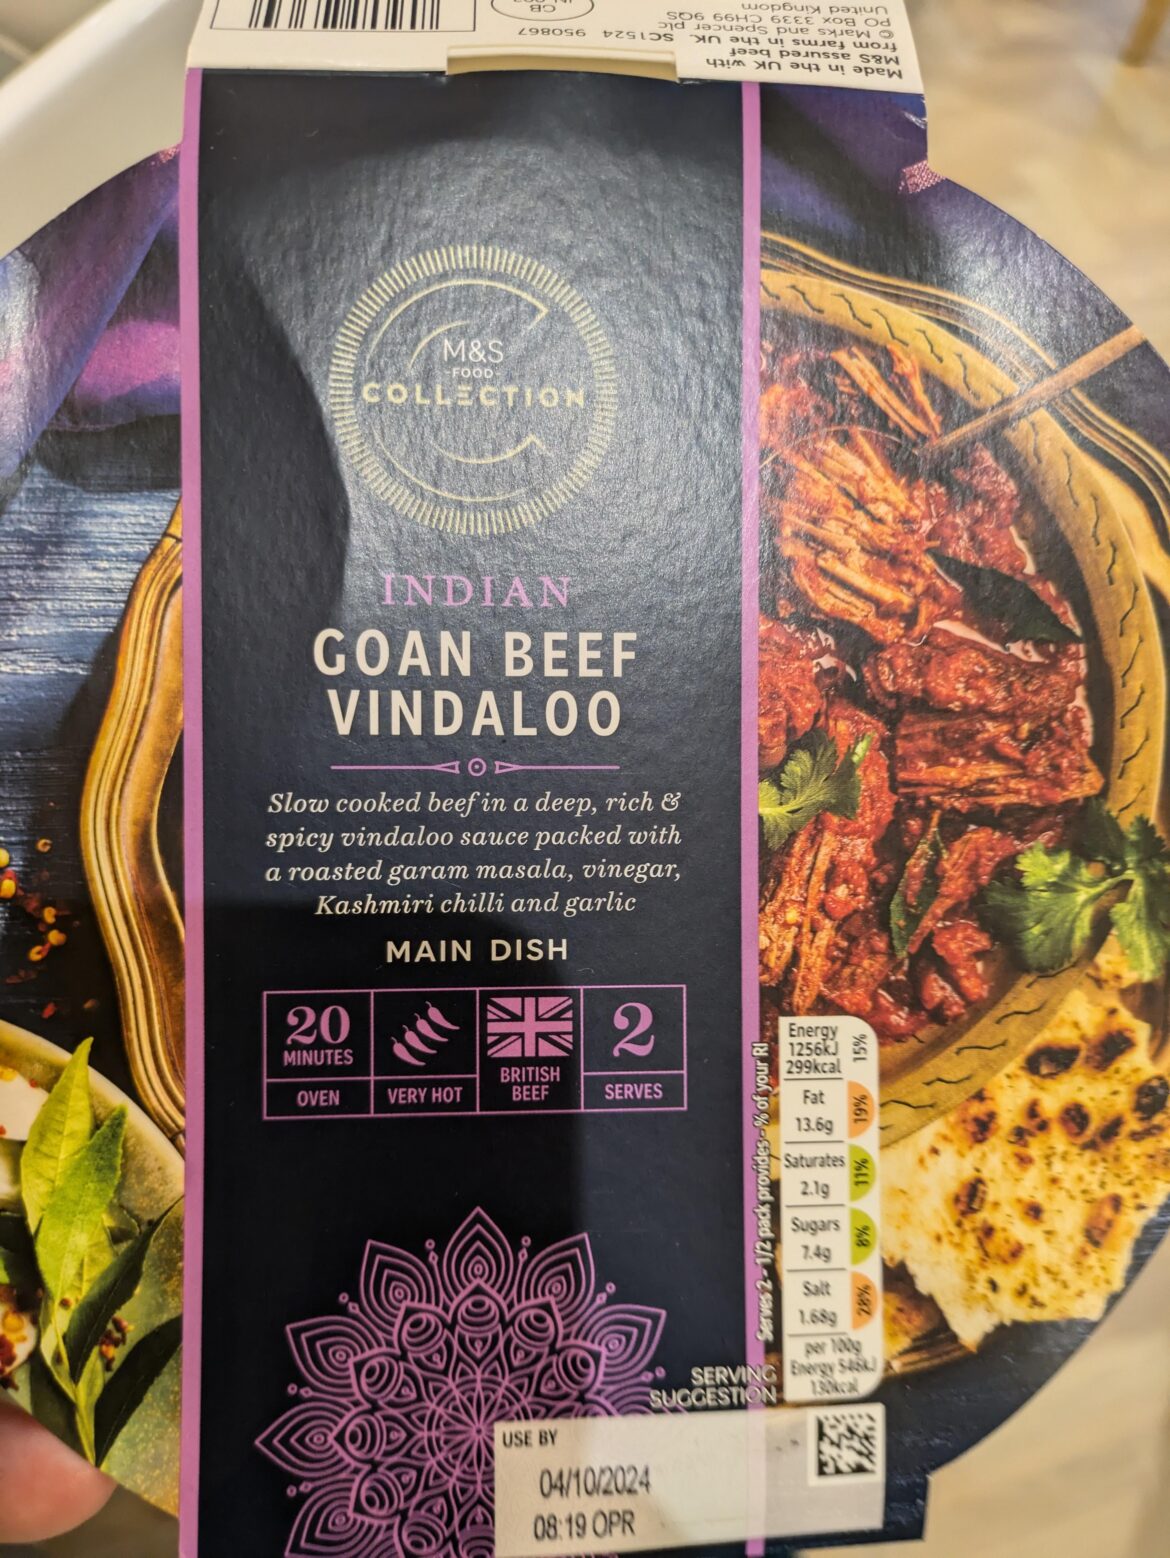 GB
950867
Made in the UK with
M&S assured beef
from farms in the UK. SC1524
© Marks and Spencer plc
PO Box 3339 CH99 9QS
United Kingdom
M&S
FOOD
COLLECTION
INDIAN
GOAN BEEF
VINDALOO
Slow cooked beef in a deep, rich &
spicy vindaloo sauce packed with
a roasted garam masala, vinegar,
Kashmiri chilli and garlic
MAIN DISH
20
MINUTES
OVEN
VERY HOT
BRITISH
BEEF
2
SERVES
Serves 2 - 1/2 pack provides - % of your RI
Energy
1256kJ
299kcal
15%
Fat
13.6g
19%
Saturates
2.1g
11%
Sugars
7.4g
8%
Salt
1.68g
28%
per 100g
Energy 546kJ
130kcal
SERVING
SUGGESTION
USE BY
04/10/2024
08:19 OPR